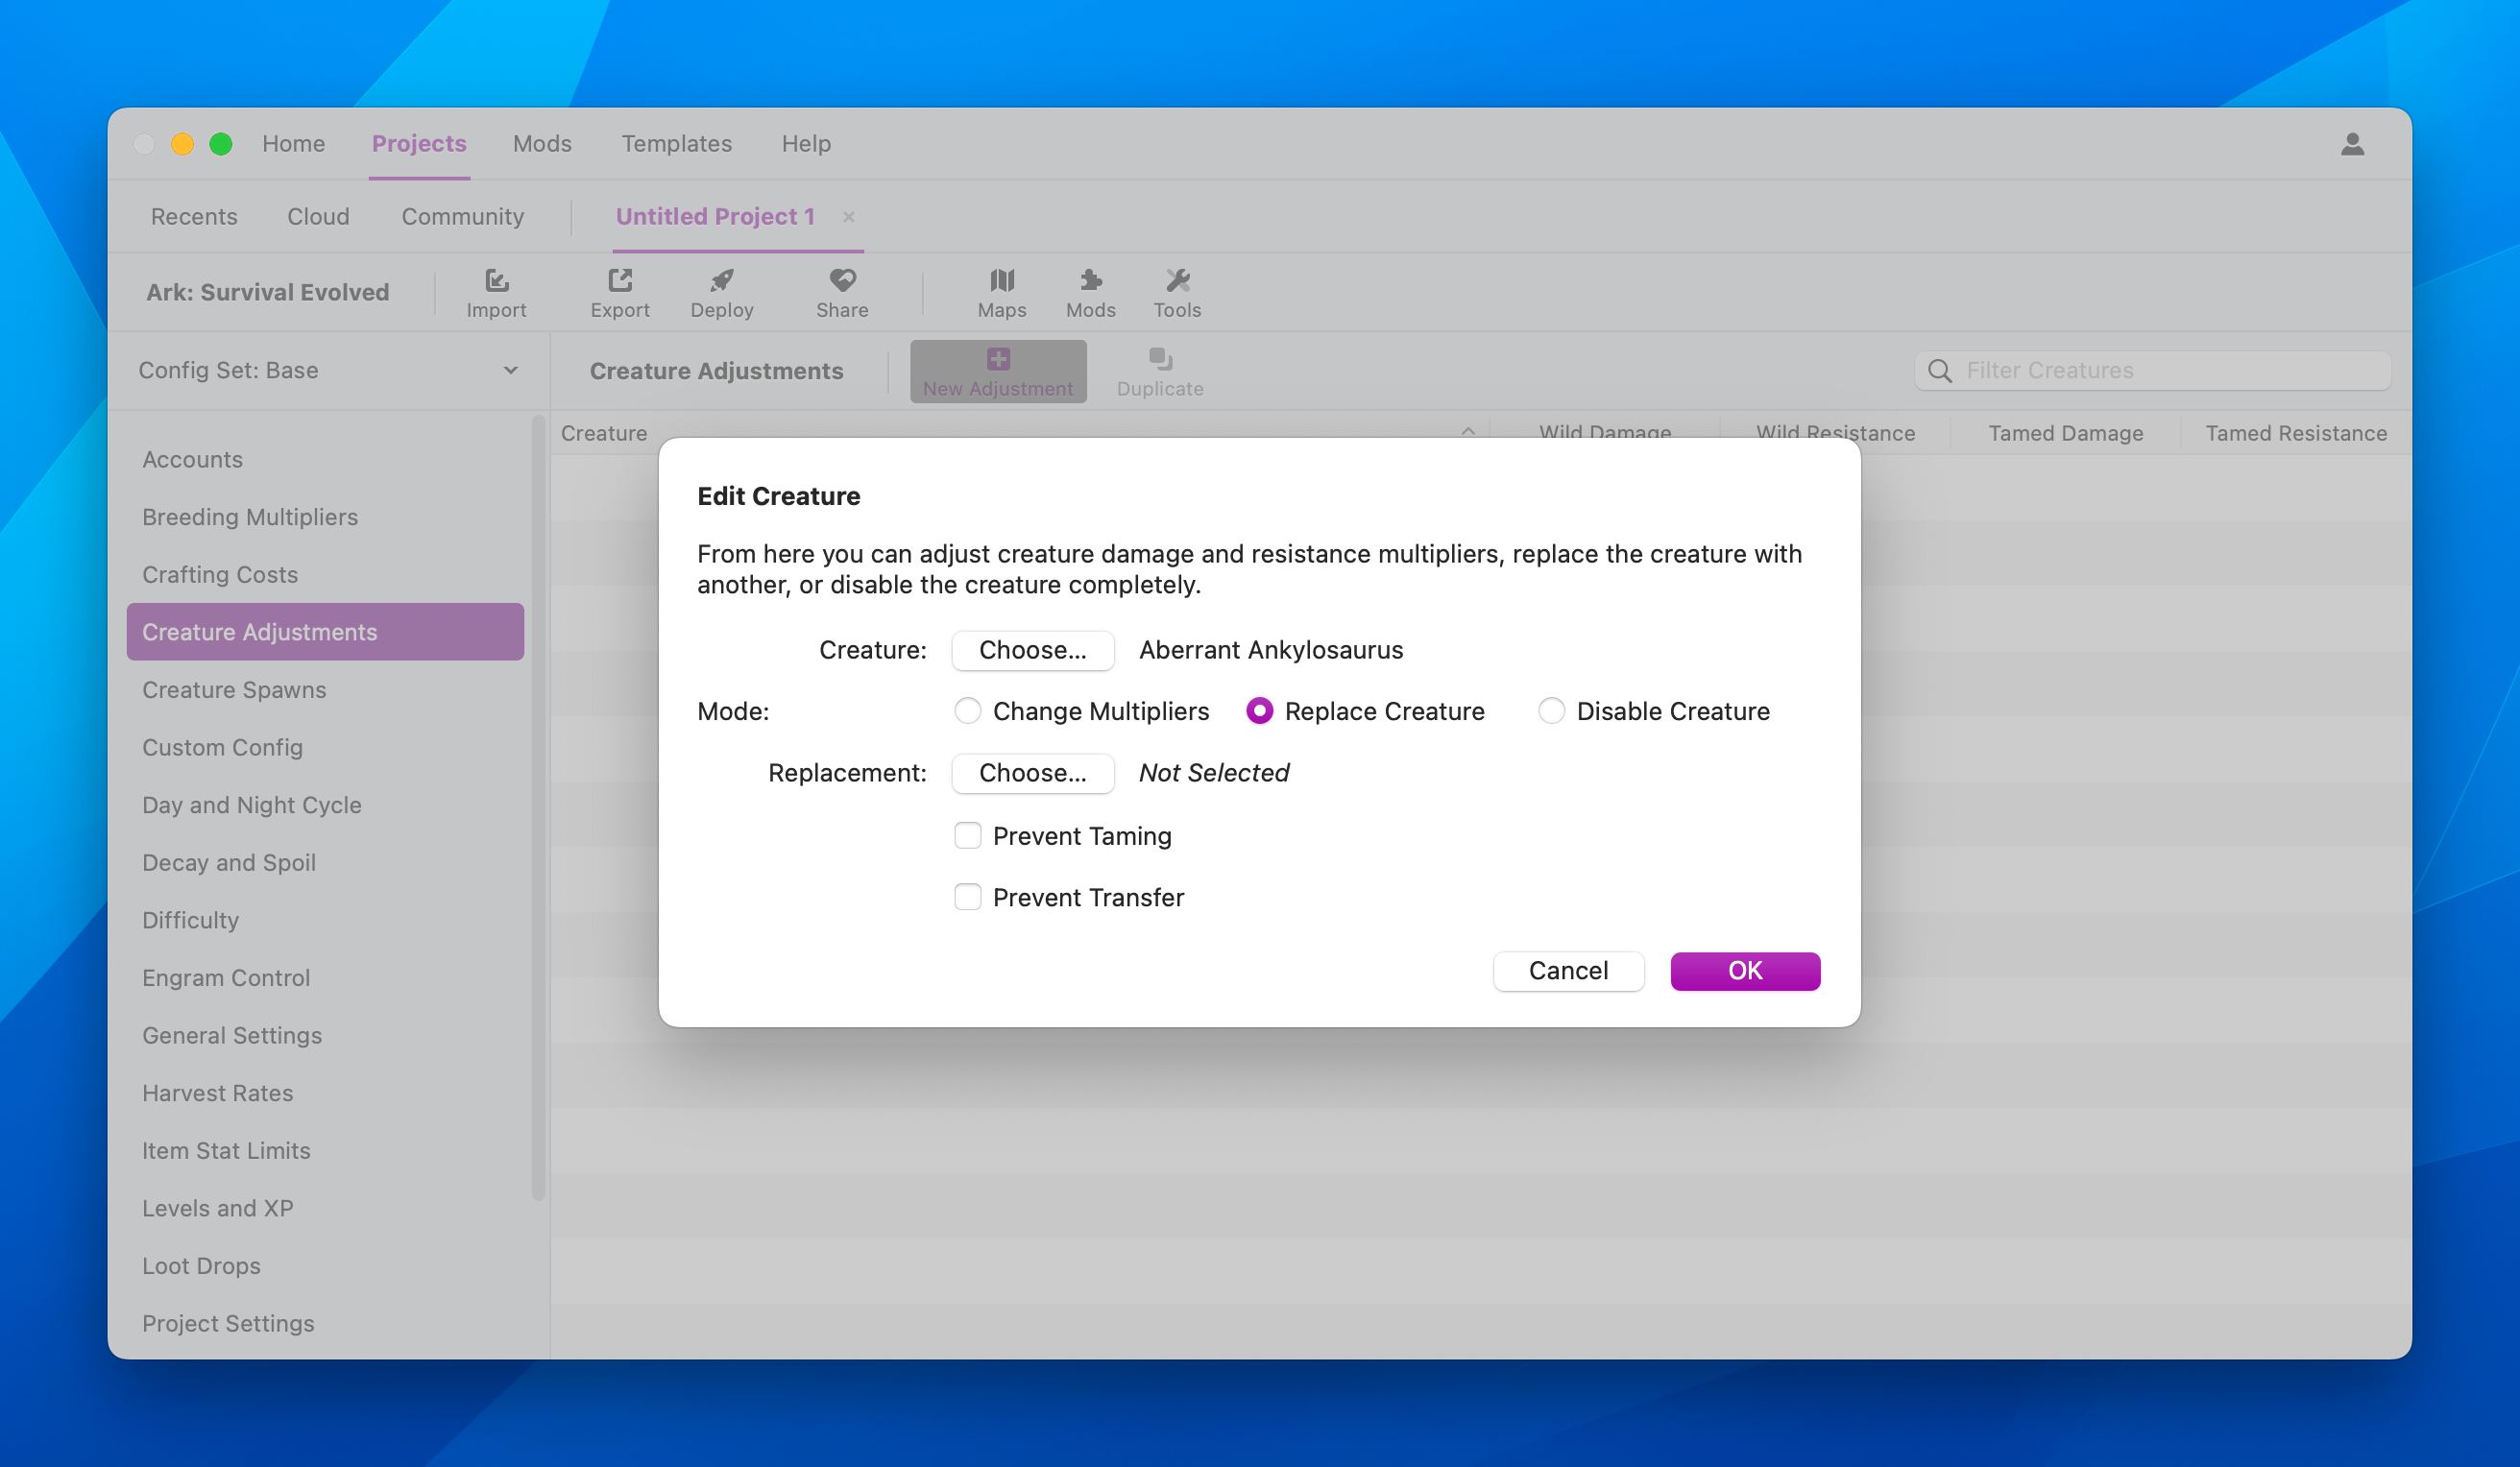 Home Projects Mods Templates Help
Recents Cloud Community Untitled Project 1 ×
Ark: Survival Evolved Import Export Deploy Share Maps Mods Tools
Config Set: Base
Creature Adjustments New Adjustment Duplicate Filter Creatures
Creature Wild Damage Wild Resistance Tamed Damage Tamed Resistance
Accounts
Breeding Multipliers
Crafting Costs
Creature Adjustments
Creature Spawns
Custom Config
Day and Night Cycle
Decay and Spoil
Difficulty
Engram Control
General Settings
Harvest Rates
Item Stat Limits
Levels and XP
Loot Drops
Project Settings
Edit Creature
From here you can adjust creature damage and resistance multipliers, replace the creature with
another, or disable the creature completely.
Creature: Choose... Aberrant Ankylosaurus
Mode: Change Multipliers Replace Creature Disable Creature
Replacement: Choose... Not Selected
Prevent Taming
Prevent Transfer
Cancel OK